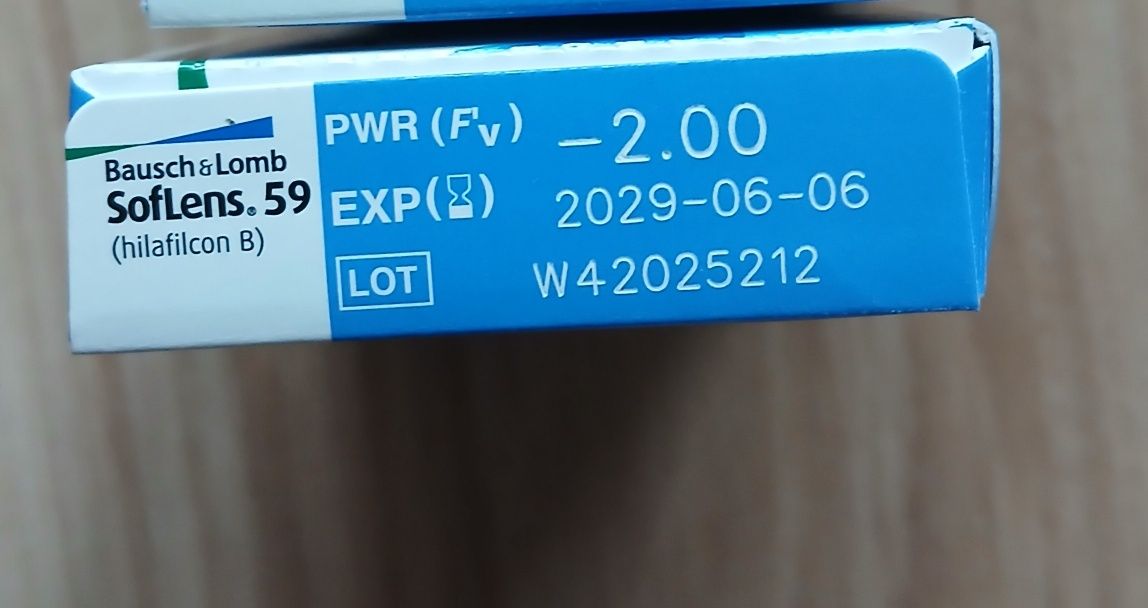 Bausch & Lomb
SofLens® 59
(hilafilcon B)
PWR (F'v) -2.00
EXP (⌛) 2029-06-06
LOT W42025212